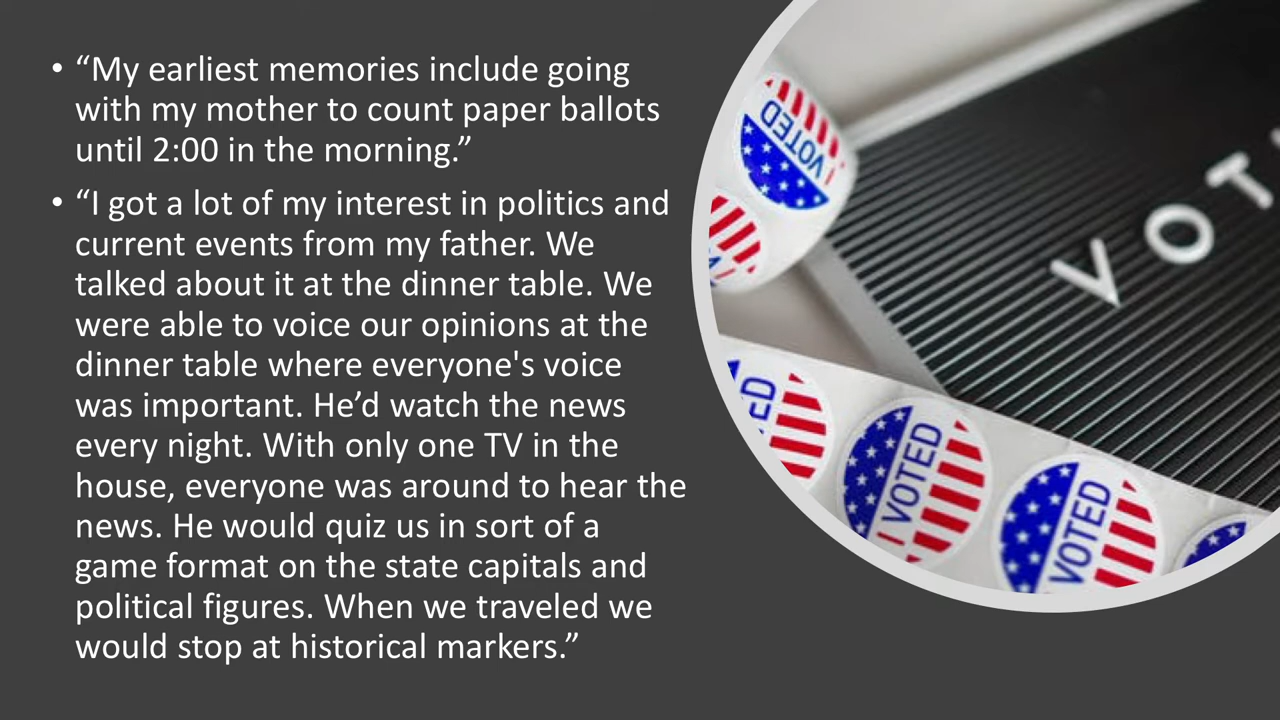 • “My earliest memories include going
with my mother to count paper ballots
until 2:00 in the morning.”
• “I got a lot of my interest in politics and
current events from my father. We
talked about it at the dinner table. We
were able to voice our opinions at the
dinner table where everyone's voice
was important. He’d watch the news
every night. With only one TV in the
house, everyone was around to hear the
news. He would quiz us in sort of a
game format on the state capitals and
political figures. When we traveled we
would stop at historical markers.”
I VOTED
VOT
ED
I VOTED
VOTED